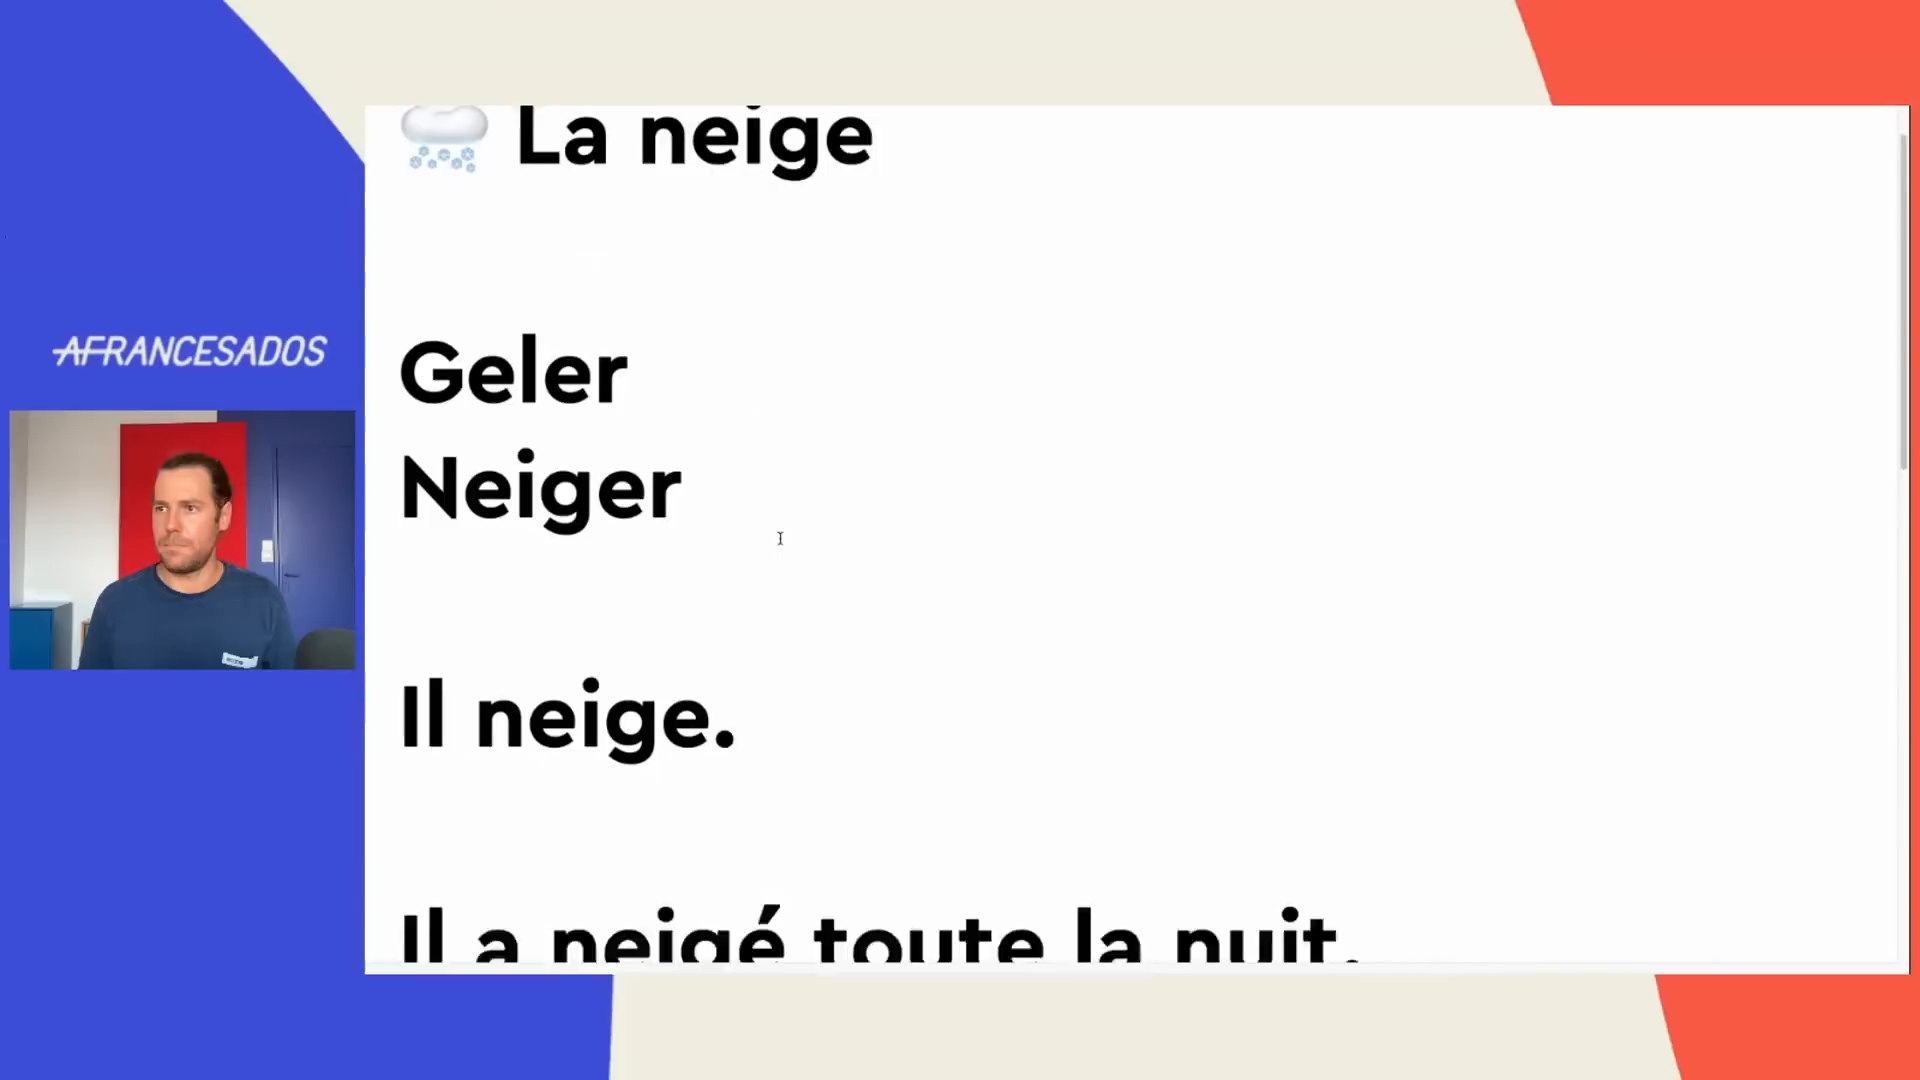 La neige
AFRANCESADOS
Geler
Neiger
Il neige.
Il a neigé toute la nuit.